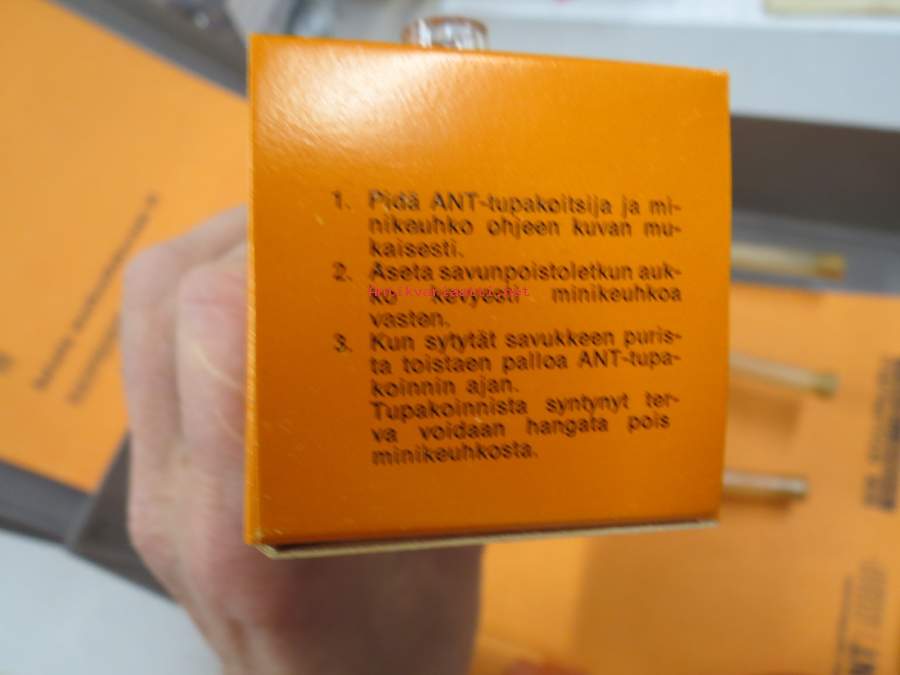 1. Pidä ANT-tupakoitsija ja mi-
nikeuhko ohjeen kuvan mu-
kaisesti.
2. Aseta savunpoistoletkun auk-
ko kevyesti minikeuhkoa
vasten.
3. Kun sytytät savukkeen puris-
ta toistaen palloa ANT-tupa-
koinnin ajan.
Tupakoinnista syntynyt ter-
va voidaan hangata pois
minikeuhkosta.